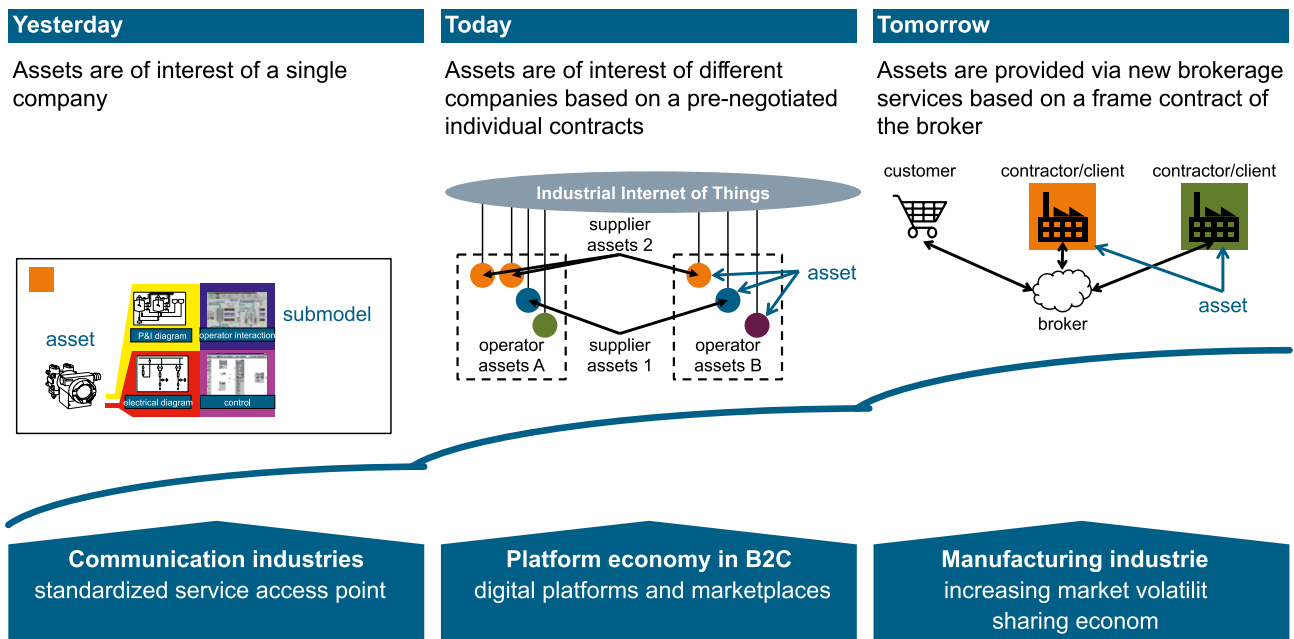 Yesterday
Assets are of interest of a single
company
asset
P&I diagram
operator interaction
submodel
electrical diagram
control
Today
Assets are of interest of different
companies based on a pre-negotiated
individual contracts
Industrial Internet of Things
supplier
assets 2
asset
operator
assets A
supplier
assets 1
operator
assets B
Tomorrow
Assets are provided via new brokerage
services based on a frame contract of
the broker
customer
contractor/client
contractor/client
broker
asset
Communication industries
standardized service access point
Platform economy in B2C
digital platforms and marketplaces
Manufacturing industrie
increasing market volatilit
sharing econom